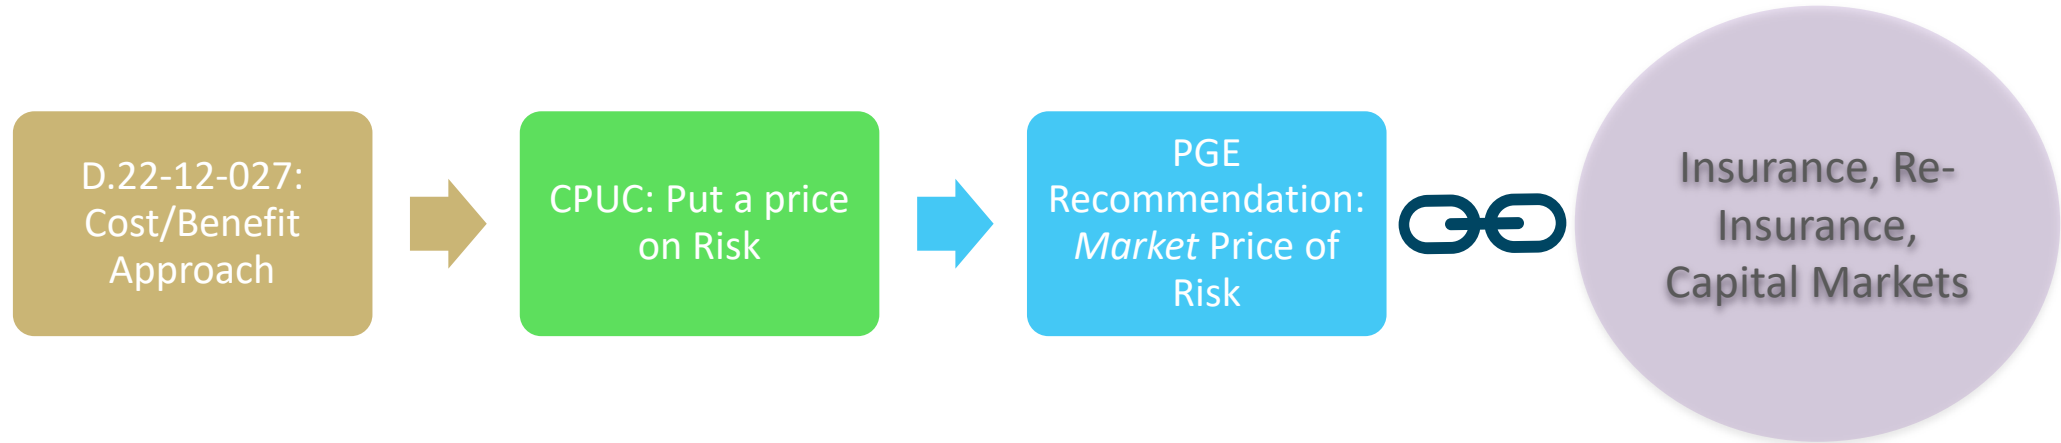 D.22-12-027:
Cost/Benefit
Approach
CPUC: Put a price
on Risk
PGE
Recommendation:
Market Price of
Risk
Insurance, Re-
Insurance,
Capital Markets